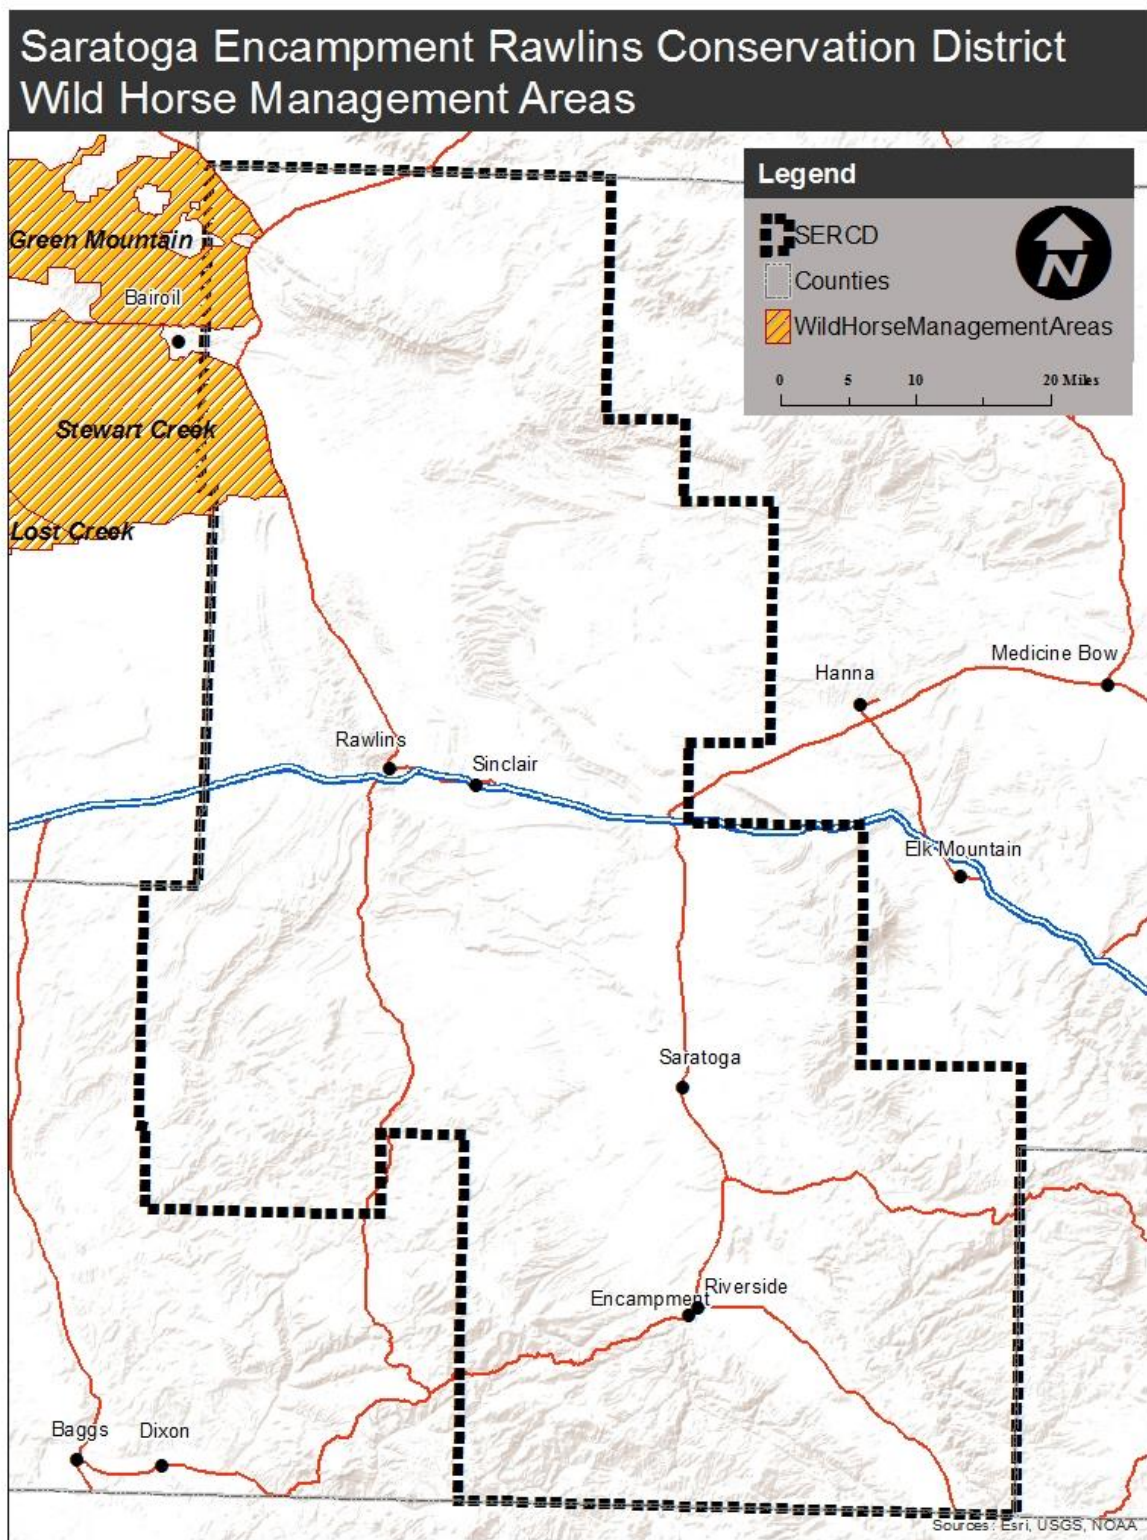 Saratoga Encampment Rawlins Conservation District
Wild Horse Management Areas
Legend
SERCD
Counties
WildHorseManagementAreas
N
0 5 10 20 Miles
Green Mountain
Bairoil
Stewart Creek
Lost Creek
Medicine Bow
Hanna
Rawlins
Sinclair
Elk Mountain
Saratoga
Riverside
Encampment
Baggs
Dixon
Sources: Esri, USGS, NOAA